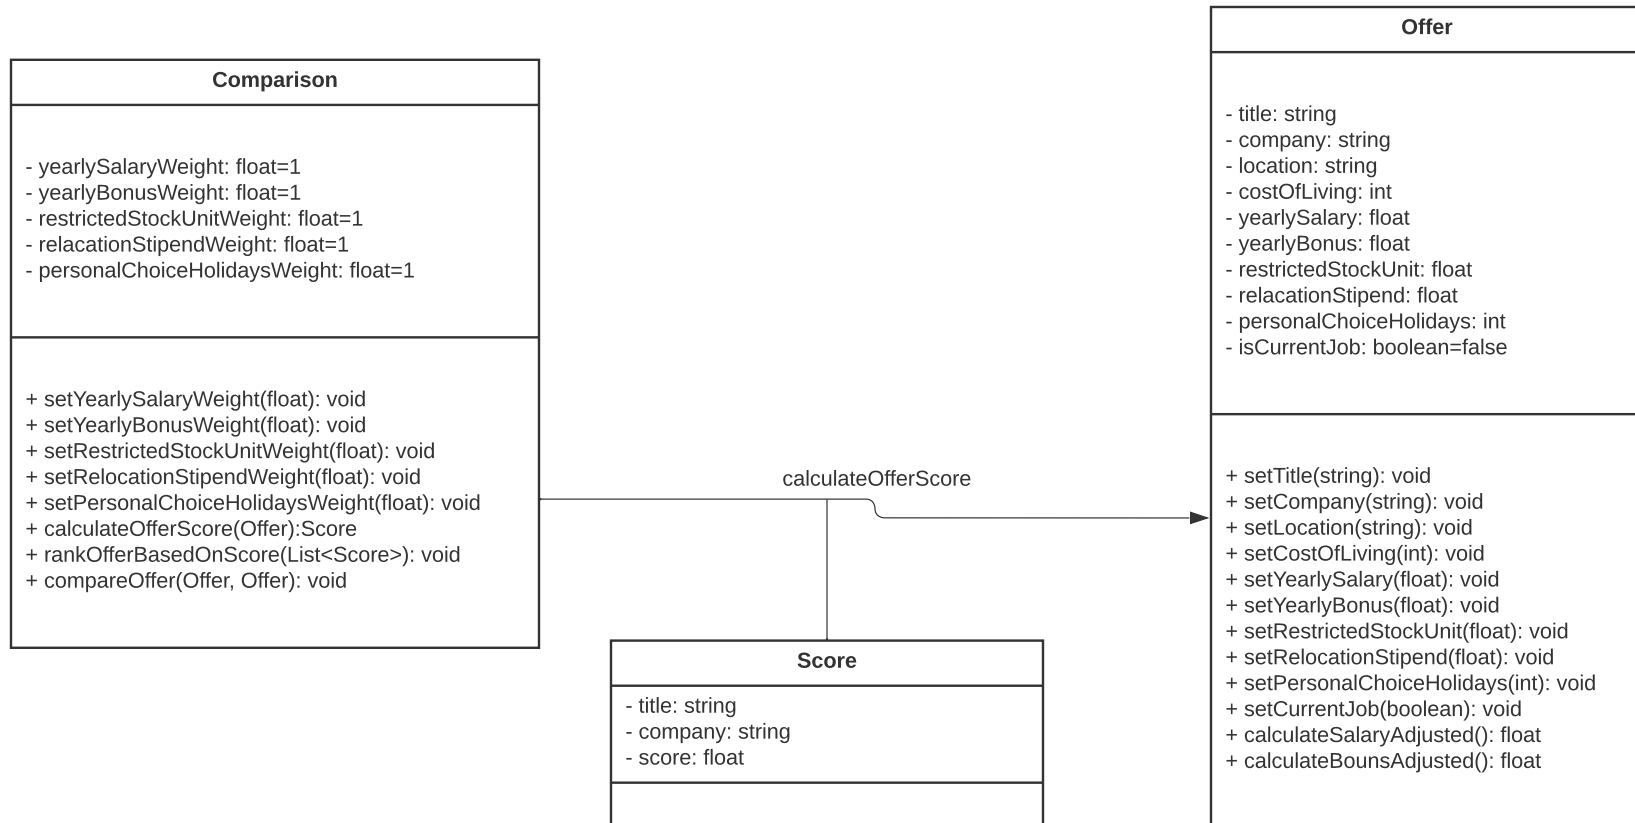 Comparison
- yearlySalaryWeight: float=1
- yearlyBonusWeight: float=1
- restrictedStockUnitWeight: float=1
- relacationStipendWeight: float=1
- personalChoiceHolidaysWeight: float=1
+ setYearlySalaryWeight(float): void
+ setYearlyBonusWeight(float): void
+ setRestrictedStockUnitWeight(float): void
+ setRelocationStipendWeight(float): void
+ setPersonalChoiceHolidaysWeight(float): void
+ calculateOfferScore(Offer):Score
+ rankOfferBasedOnScore(List<Score>): void
+ compareOffer(Offer, Offer): void
calculateOfferScore
Score
- title: string
- company: string
- score: float
Offer
- title: string
- company: string
- location: string
- costOfLiving: int
- yearlySalary: float
- yearlyBonus: float
- restrictedStockUnit: float
- relacationStipend: float
- personalChoiceHolidays: int
- isCurrentJob: boolean=false
+ setTitle(string): void
+ setCompany(string): void
+ setLocation(string): void
+ setCostOfLiving(int): void
+ setYearlySalary(float): void
+ setYearlyBonus(float): void
+ setRestrictedStockUnit(float): void
+ setRelocationStipend(float): void
+ setPersonalChoiceHolidays(int): void
+ setCurrentJob(boolean): void
+ calculateSalaryAdjusted(): float
+ calculateBounsAdjusted(): float